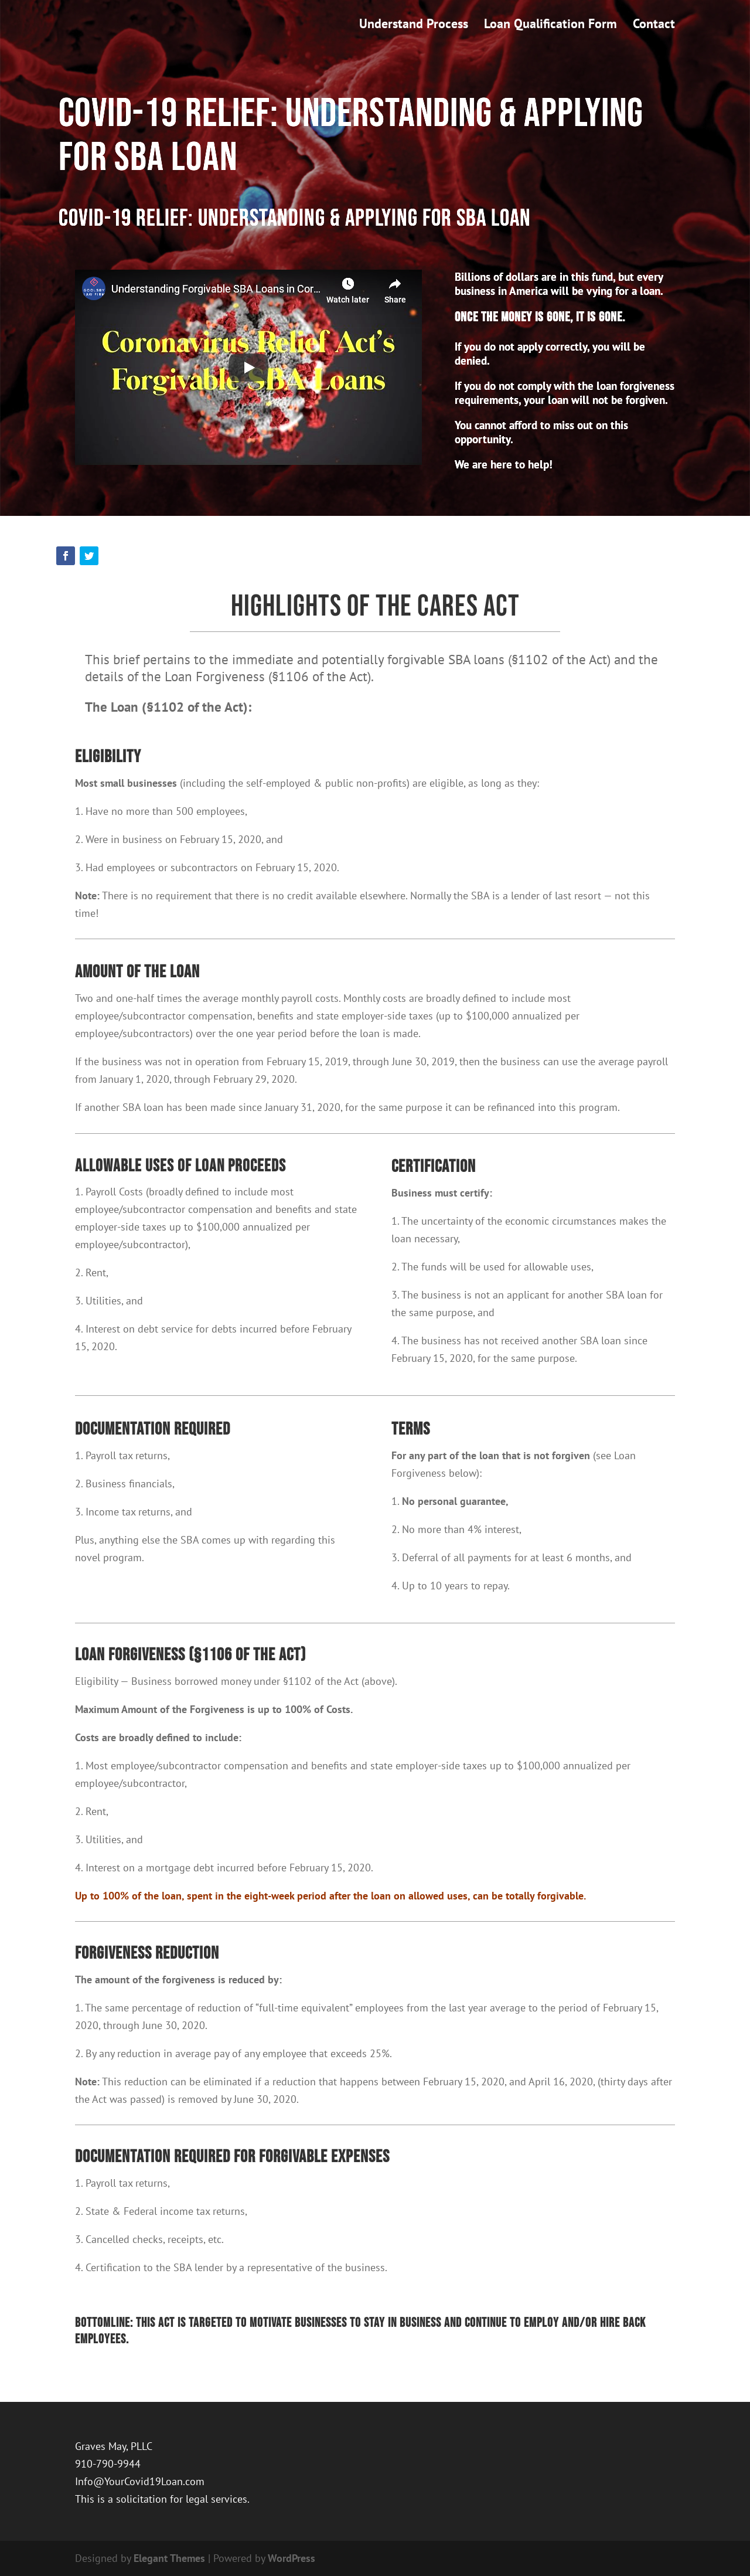 Understand Process Loan Qualification Form Contact
COVID-19 RELIEF: UNDERSTANDING & APPLYING
FOR SBA LOAN
COVID-19 RELIEF: UNDERSTANDING & APPLYING FOR SBA LOAN
Understanding Forgivable SBA Loans in Cor...
Watch later Share
Coronavirus Relief Act's
Forgivable SBA Loans
Billions of dollars are in this fund, but every
business in America will be vying for a loan.
ONCE THE MONEY IS GONE, IT IS GONE.
If you do not apply correctly, you will be
denied.
If you do not comply with the loan forgiveness
requirements, your loan will not be forgiven.
You cannot afford to miss out on this
opportunity.
We are here to help!
HIGHLIGHTS OF THE CARES ACT
This brief pertains to the immediate and potentially forgivable SBA loans (§1102 of the Act) and the
details of the Loan Forgiveness (§1106 of the Act).
The Loan (§1102 of the Act):
ELIGIBILITY
Most small businesses (including the self-employed & public non-profits) are eligible, as long as they:
1. Have no more than 500 employees,
2. Were in business on February 15, 2020, and
3. Had employees or subcontractors on February 15, 2020.
Note: There is no requirement that there is no credit available elsewhere. Normally the SBA is a lender of last resort — not this
time!
AMOUNT OF THE LOAN
Two and one-half times the average monthly payroll costs. Monthly costs are broadly defined to include most
employee/subcontractor compensation, benefits and state employer-side taxes (up to $100,000 annualized per
employee/subcontractors) over the one year period before the loan is made.
If the business was not in operation from February 15, 2019, through June 30, 2019, then the business can use the average payroll
from January 1, 2020, through February 29, 2020.
If another SBA loan has been made since January 31, 2020, for the same purpose it can be refinanced into this program.
ALLOWABLE USES OF LOAN PROCEEDS
1. Payroll Costs (broadly defined to include most
employee/subcontractor compensation and benefits and state
employer-side taxes up to $100,000 annualized per
employee/subcontractor),
2. Rent,
3. Utilities, and
4. Interest on debt service for debts incurred before February
15, 2020.
CERTIFICATION
Business must certify:
1. The uncertainty of the economic circumstances makes the
loan necessary,
2. The funds will be used for allowable uses,
3. The business is not an applicant for another SBA loan for
the same purpose, and
4. The business has not received another SBA loan since
February 15, 2020, for the same purpose.
DOCUMENTATION REQUIRED
1. Payroll tax returns,
2. Business financials,
3. Income tax returns, and
Plus, anything else the SBA comes up with regarding this
novel program.
TERMS
For any part of the loan that is not forgiven (see Loan
Forgiveness below):
1. No personal guarantee,
2. No more than 4% interest,
3. Deferral of all payments for at least 6 months, and
4. Up to 10 years to repay.
LOAN FORGIVENESS (§1106 OF THE ACT)
Eligibility — Business borrowed money under §1102 of the Act (above).
Maximum Amount of the Forgiveness is up to 100% of Costs.
Costs are broadly defined to include:
1. Most employee/subcontractor compensation and benefits and state employer-side taxes up to $100,000 annualized per
employee/subcontractor,
2. Rent,
3. Utilities, and
4. Interest on a mortgage debt incurred before February 15, 2020.
Up to 100% of the loan, spent in the eight-week period after the loan on allowed uses, can be totally forgivable.
FORGIVENESS REDUCTION
The amount of the forgiveness is reduced by:
1. The same percentage of reduction of "full-time equivalent" employees from the last year average to the period of February 15,
2020, through June 30, 2020.
2. By any reduction in average pay of any employee that exceeds 25%.
Note: This reduction can be eliminated if a reduction that happens between February 15, 2020, and April 16, 2020, (thirty days after
the Act was passed) is removed by June 30, 2020.
DOCUMENTATION REQUIRED FOR FORGIVABLE EXPENSES
1. Payroll tax returns,
2. State & Federal income tax returns,
3. Cancelled checks, receipts, etc.
4. Certification to the SBA lender by a representative of the business.
BOTTOMLINE: THIS ACT IS TARGETED TO MOTIVATE BUSINESSES TO STAY IN BUSINESS AND CONTINUE TO EMPLOY AND/OR HIRE BACK
EMPLOYEES.
Graves May, PLLC
910-790-9944
Info@YourCovid19Loan.com
This is a solicitation for legal services.
Designed by Elegant Themes | Powered by WordPress